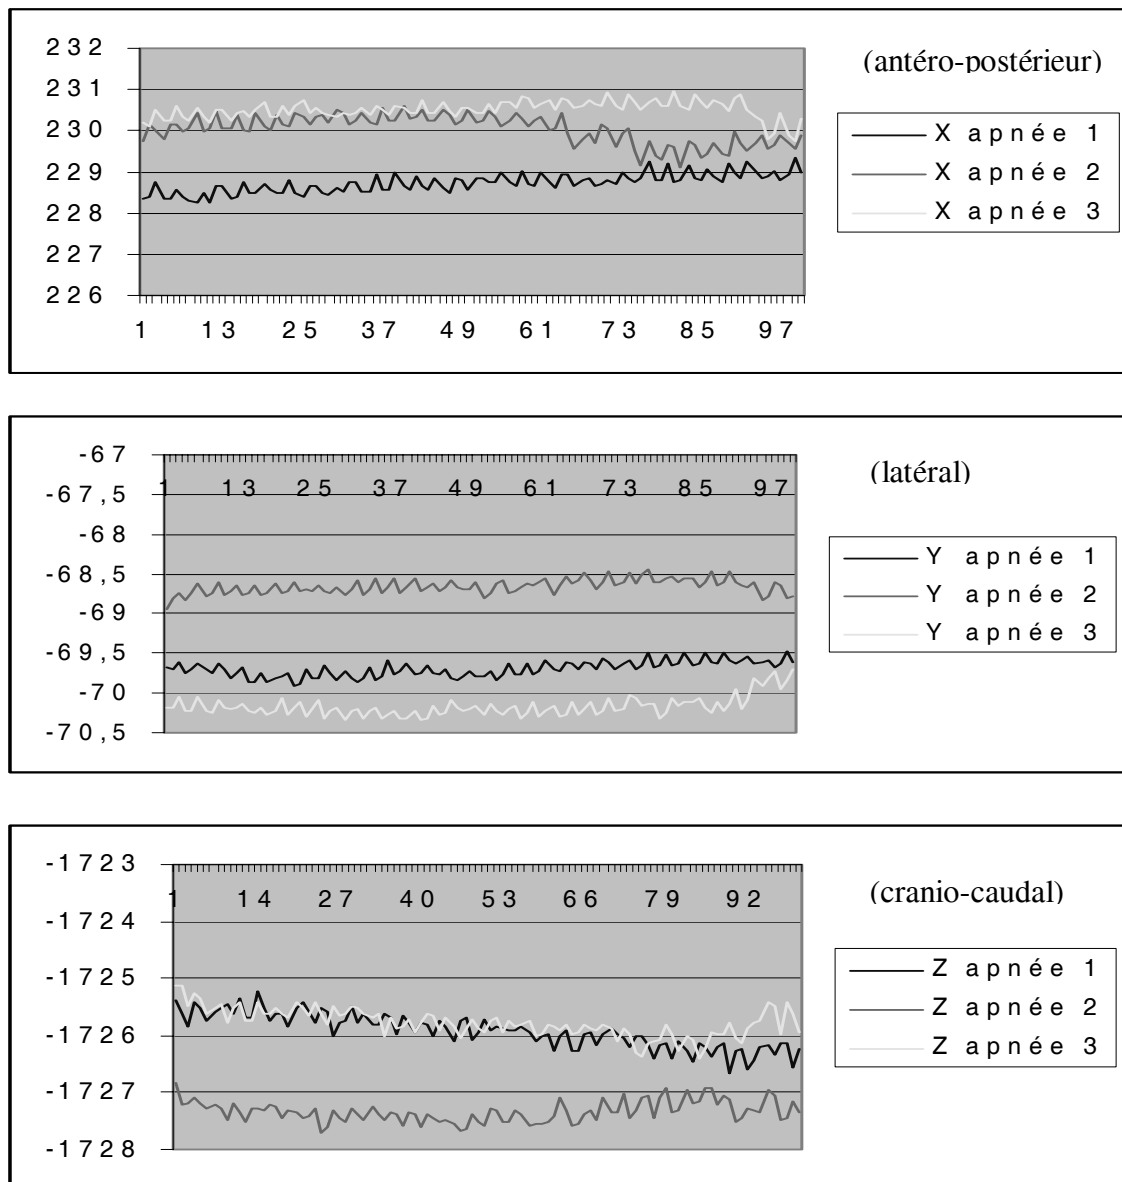 232
231
230
229
228
227
226
1 13 25 37 49 61 73 85 97
(antéro-postérieur)
X apnée 1
X apnée 2
X apnée 3
-67
-67,5
-68
-68,5
-69
-69,5
-70
-70,5
1 13 25 37 49 61 73 85 97
(latéral)
Y apnée 1
Y apnée 2
Y apnée 3
-1723
-1724
-1725
-1726
-1727
-1728
1 14 27 40 53 66 79 92
(cranio-caudal)
Z apnée 1
Z apnée 2
Z apnée 3